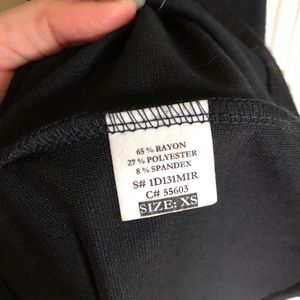 65 % RAYON
27 % POLYESTER
8 % SPANDEX
S# 1D131MIR
C# 55603
SIZE: XS